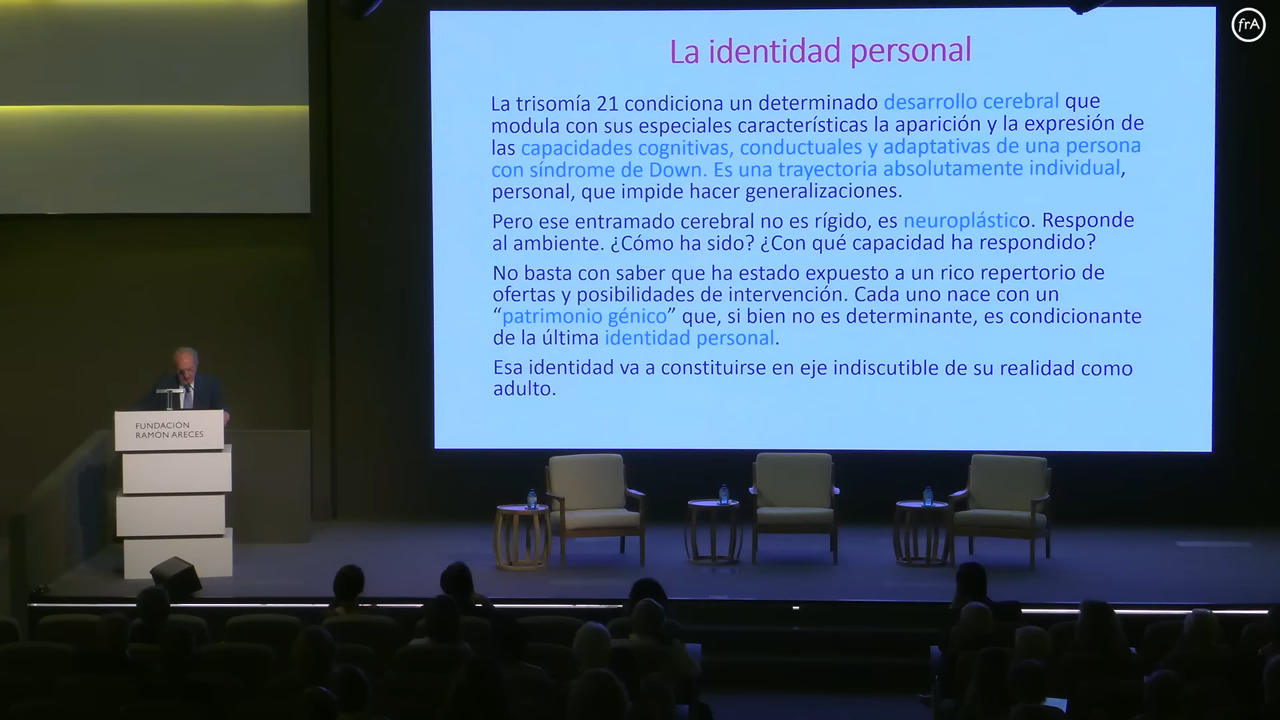 frA
La identidad personal
La trisomía 21 condiciona un determinado desarrollo cerebral que
modula con sus especiales características la aparición y la expresión de
las capacidades cognitivas, conductuales y adaptativas de una persona
con síndrome de Down. Es una trayectoria absolutamente individual,
personal, que impide hacer generalizaciones.
Pero ese entramado cerebral no es rígido, es neuroplástico. Responde
al ambiente. ¿Cómo ha sido? ¿Con qué capacidad ha respondido?
No basta con saber que ha estado expuesto a un rico repertorio de
ofertas y posibilidades de intervención. Cada uno nace con un
“patrimonio génico” que, si bien no es determinante, es condicionante
de la última identidad personal.
Esa identidad va a constituirse en eje indiscutible de su realidad como
adulto.
FUNDACIÓN
RAMÓN ARECES